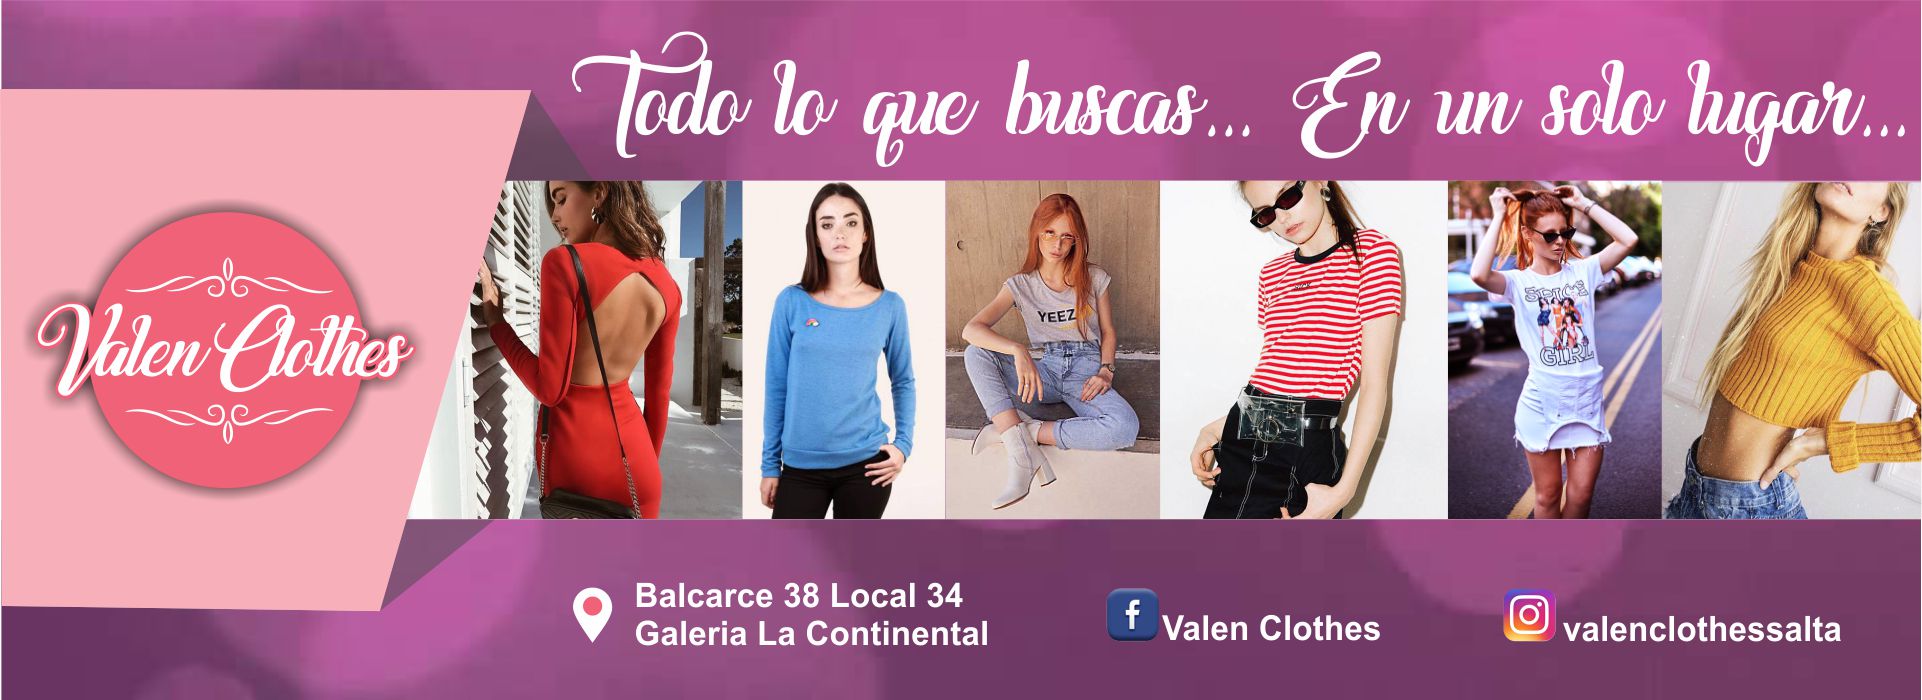 Todo lo que buscas... En un solo lugar...
Valen Clothes
YEEZ
SPICE
GIRL
Balcarce 38 Local 34
Galeria La Continental
Valen Clothes
valenclothessalta